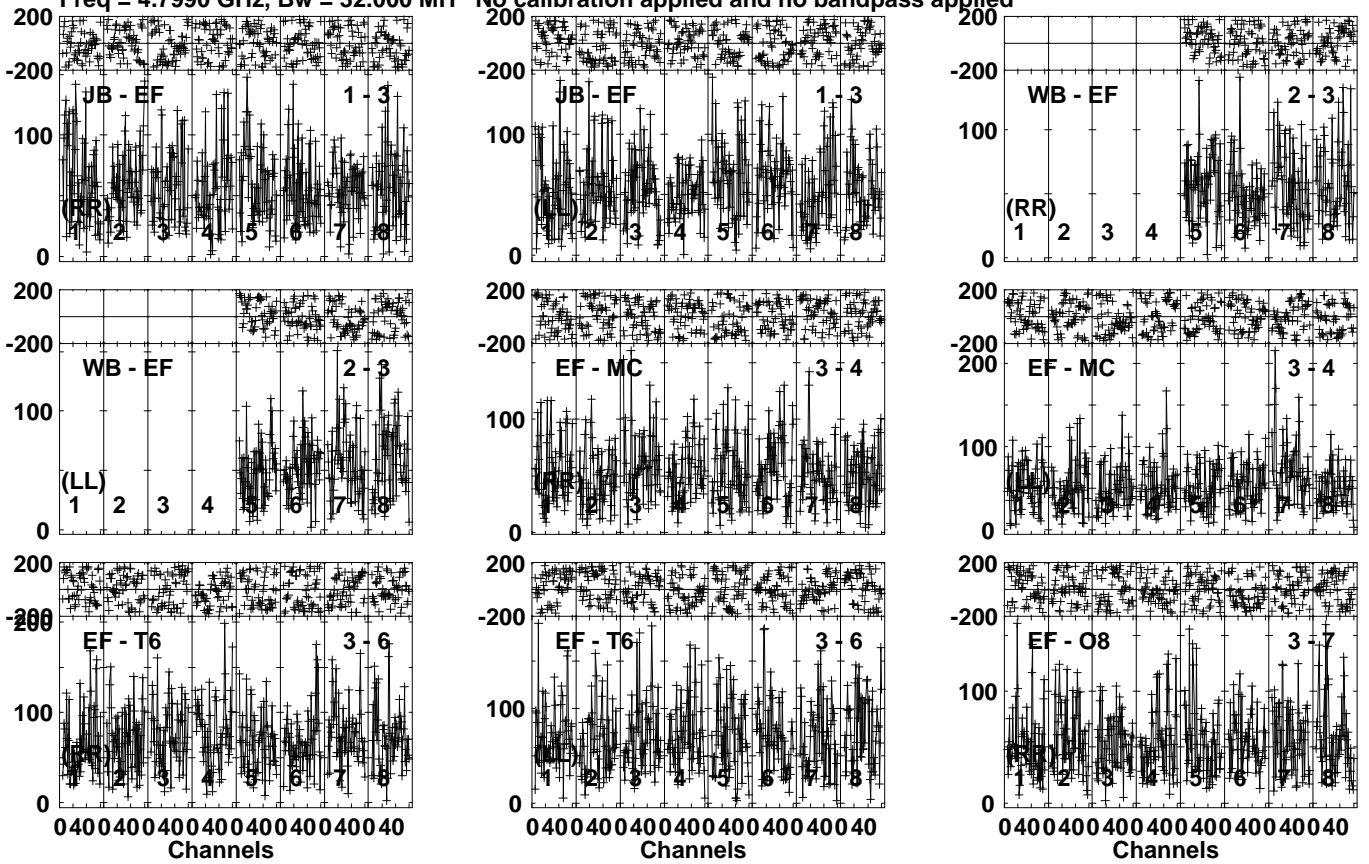 Freq = 4.7990 GHz, Bw = 32.000 MH No calibration applied and no bandpass applied
200 200 200
-200 -200
JB - EF 1 - 3 JB - EF 1 - 3 WB - EF 2 - 3
100 100 100
(RR) (LL) (RR)
1 2 3 4 5 6 7 8 1 2 3 4 5 6 7 8 1 2 3 4 5 6 7 8
0 0 0
200 200 200
-200 -200 -200
200
WB - EF 2 - 3 EF - MC 3 - 4 EF - MC 3 - 4
100 100 100
(LL) (RR) (LL)
1 2 3 4 5 6 7 8 1 2 3 4 5 6 7 8 1 2 3 4 5 6 7 8
0 0 0
200 200 200
-200 -200 -200
200
EF - T6 3 - 6 EF - T6 3 - 6 EF - O8 3 - 7
100 100 100
(RR) (LL) (RR)
1 2 3 4 5 6 7 8 1 2 3 4 5 6 7 8 1 2 3 4 5 6 7 8
0 0 0
0 40 0 40 0 40 0 40 0 40 0 40 0 40 0 40 0 40 0 40 0 40 0 40 0 40 0 40 0 40 0 40 0 40 0 40 0 40 0 40 0 40 0 40 0 40 0 40
Channels Channels Channels